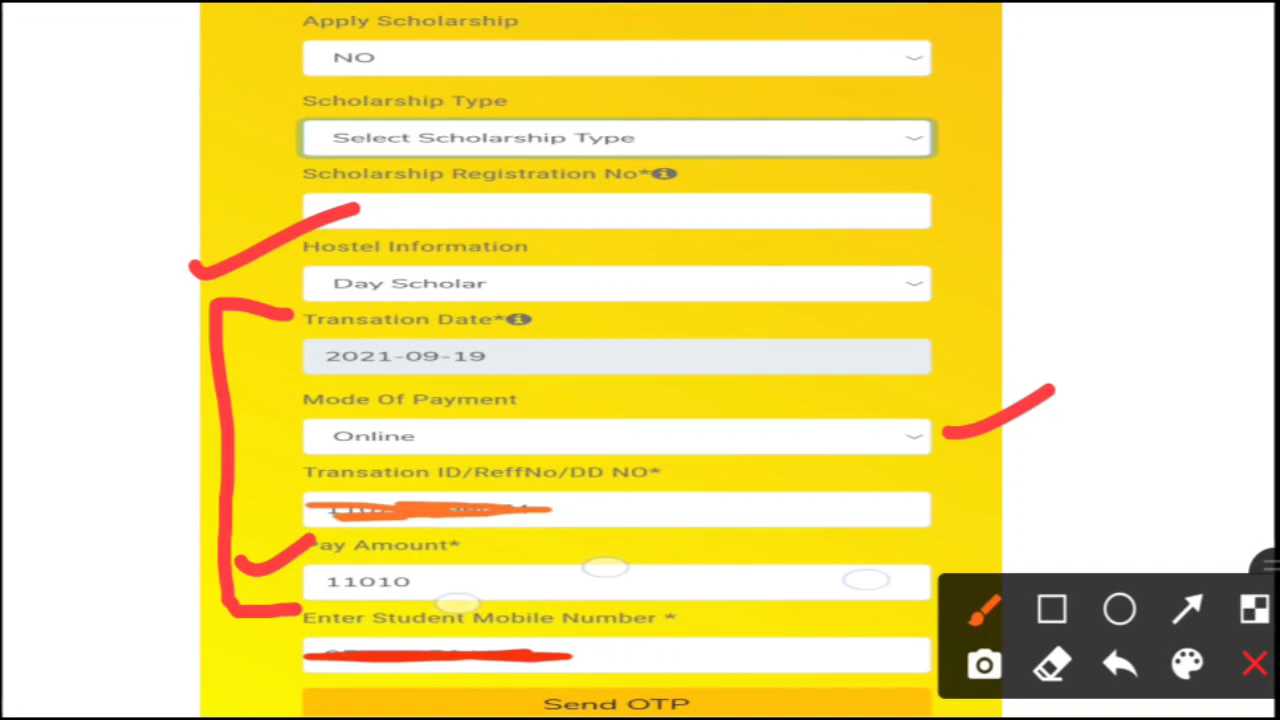 Apply Scholarship
NO
Scholarship Type
Select Scholarship Type
Scholarship Registration No*
Hostel Information
Day Scholar
Transation Date*
2021-09-19
Mode Of Payment
Online
Transation ID/ReffNo/DD NO*
Pay Amount*
11010
Enter Student Mobile Number *
Send OTP